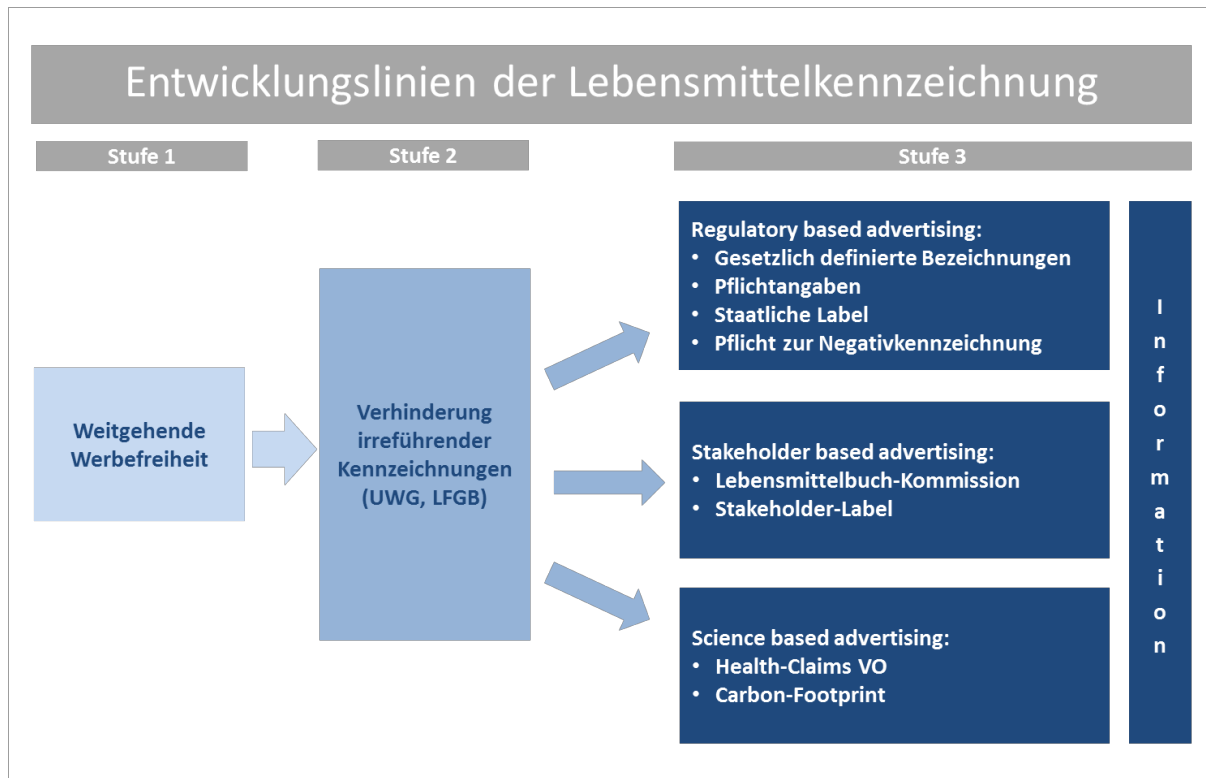 Entwicklungslinien der Lebensmittelkennzeichnung
Stufe 1
Stufe 2
Stufe 3
Weitgehende
Werbefreiheit
Verhinderung
irreführender
Kennzeichnungen
(UWG, LFGB)
Regulatory based advertising:
• Gesetzlich definierte Bezeichnungen
• Pflichtangaben
• Staatliche Label
• Pflicht zur Negativkennzeichnung
Stakeholder based advertising:
• Lebensmittelbuch-Kommission
• Stakeholder-Label
Science based advertising:
• Health-Claims VO
• Carbon-Footprint
Information